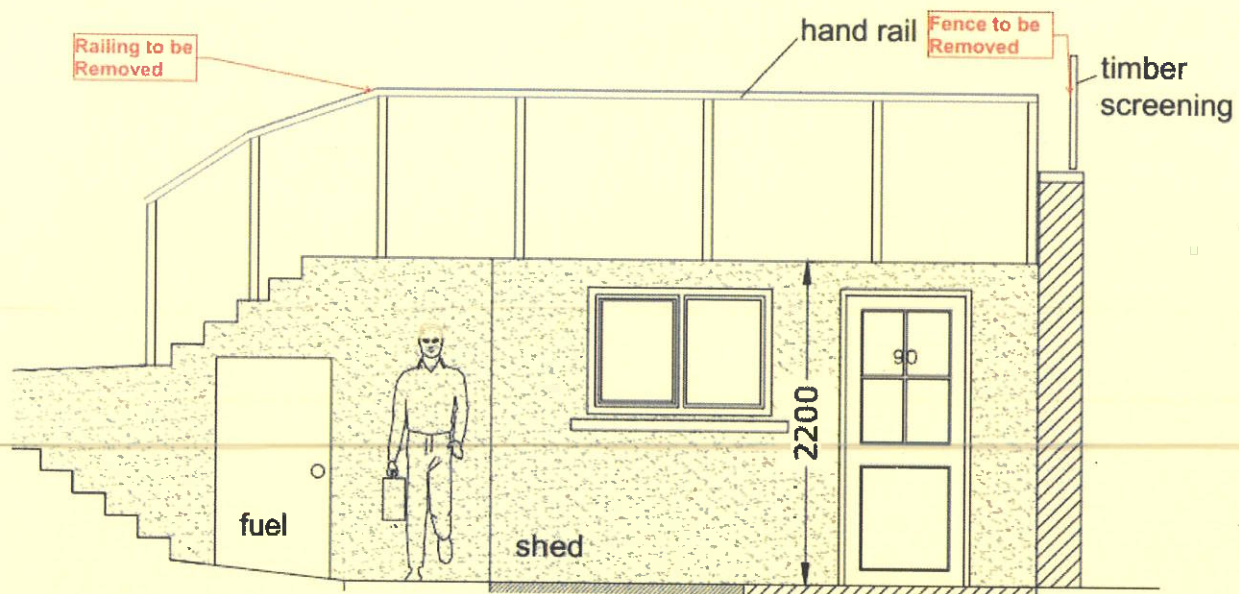 Railing to be
Removed
hand rail
Fence to be
Removed
timber
screening
90
2200
fuel
shed